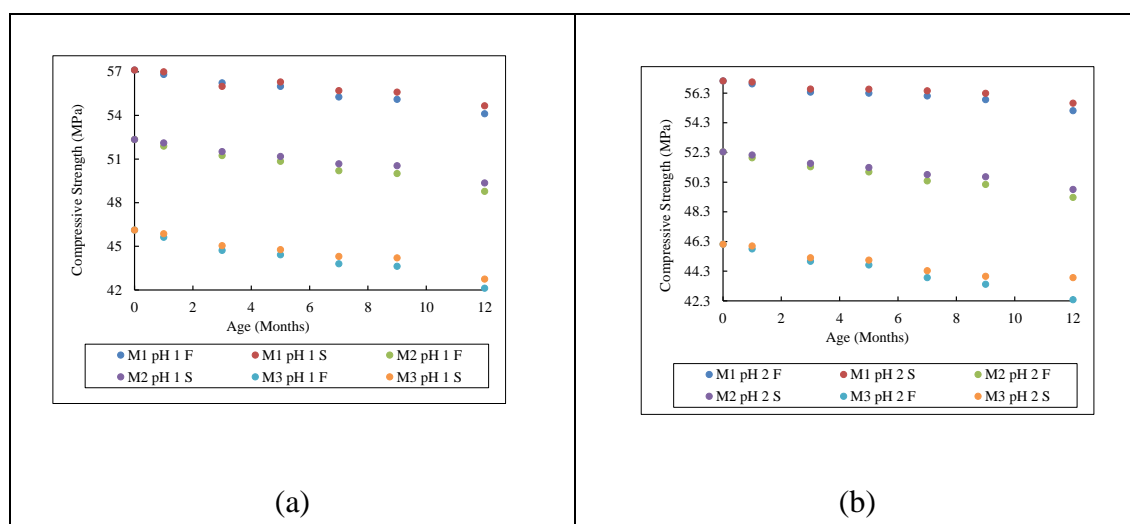 57
54
51
48
45
42
0 2 4 6 8 10 12
Compressive Strength (MPa)
Age (Months)
M1 pH 1 F M1 pH 1 S M2 pH 1 F
M2 pH 1 S M3 pH 1 F M3 pH 1 S
(a)
56.3
54.3
52.3
50.3
48.3
46.3
44.3
42.3
0 2 4 6 8 10 12
Compressive Strength (MPa)
Age (Months)
M1 pH 2 F M1 pH 2 S M2 pH 2 F
M2 pH 2 S M3 pH 2 F M3 pH 2 S
(b)